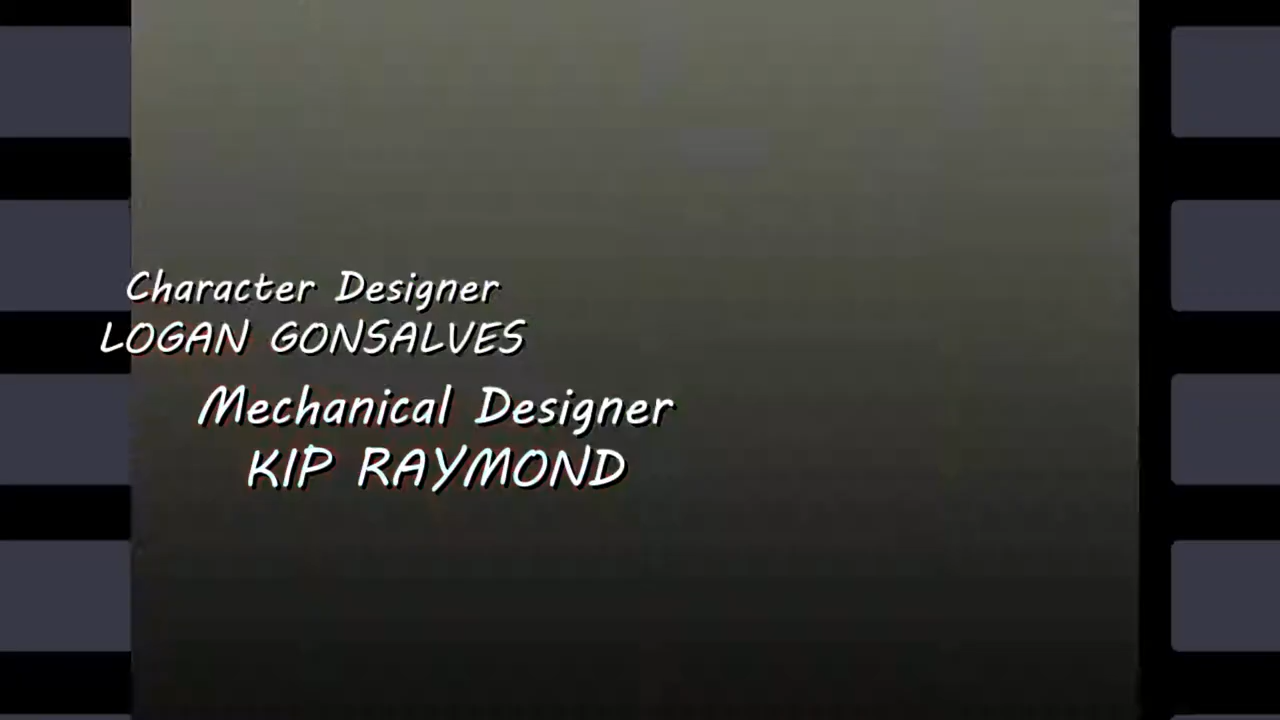 Character Designer
LOGAN GONSALVES
Mechanical Designer
KIP RAYMOND